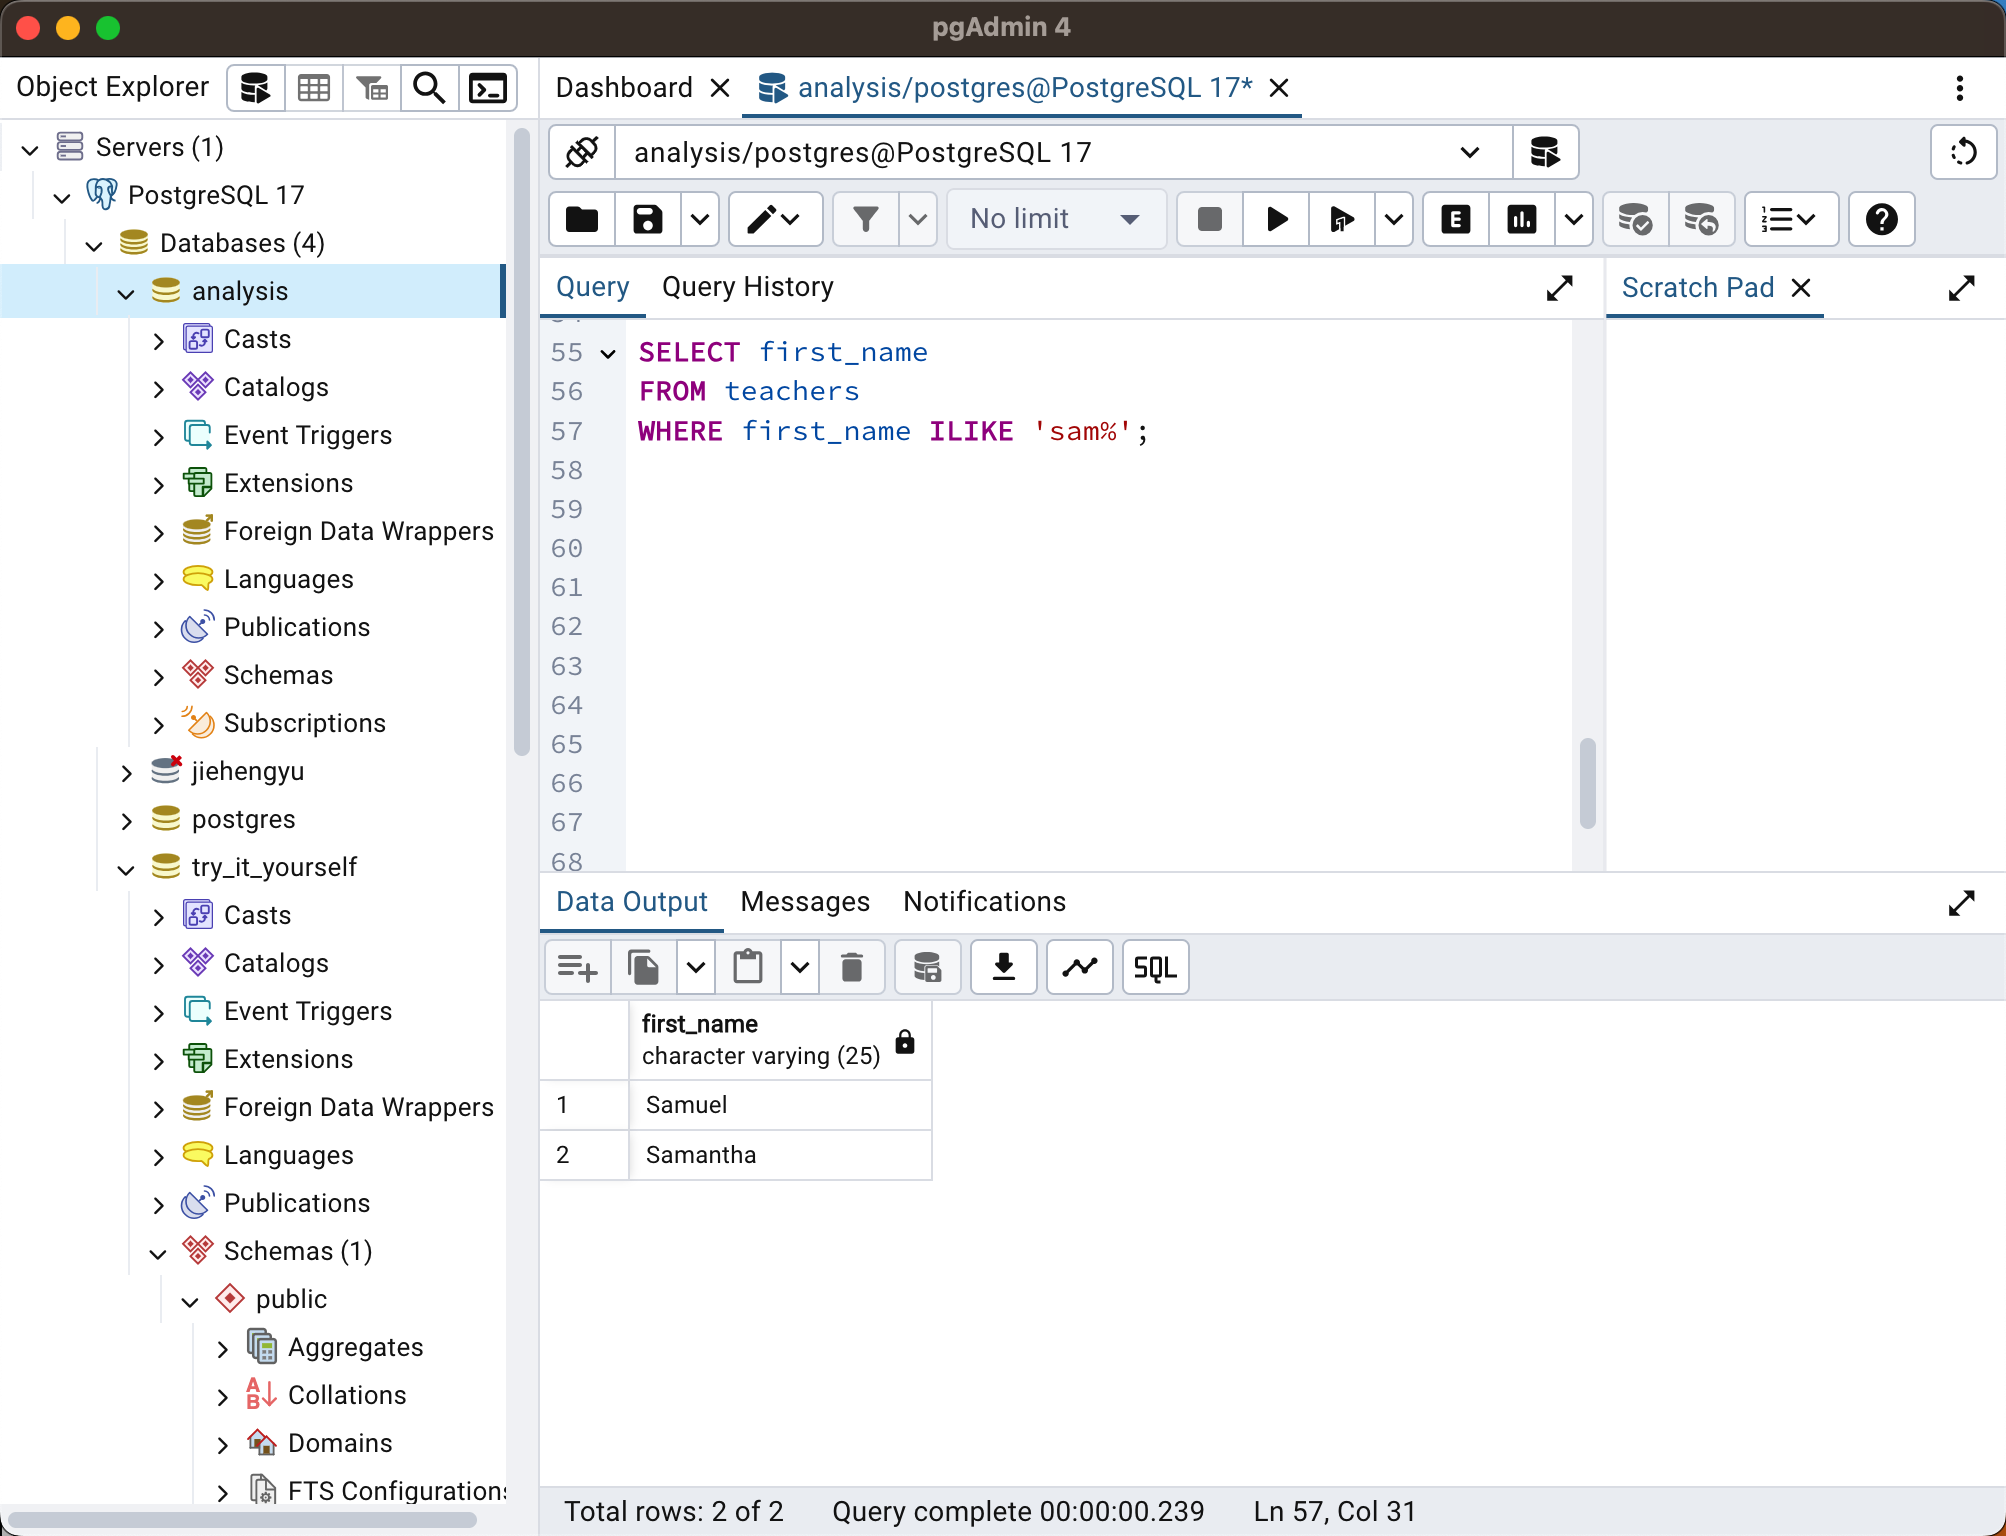 pgAdmin 4
Object Explorer
Servers (1)
PostgreSQL 17
Databases (4)
analysis
Casts
Catalogs
Event Triggers
Extensions
Foreign Data Wrappers
Languages
Publications
Schemas
Subscriptions
jiehengyu
postgres
try_it_yourself
Casts
Catalogs
Event Triggers
Extensions
Foreign Data Wrappers
Languages
Publications
Schemas (1)
public
Aggregates
Collations
Domains
FTS Configurations
Dashboard
analysis/postgres@PostgreSQL 17*
analysis/postgres@PostgreSQL 17
No limit
E
Query Query History
Scratch Pad
55 SELECT first_name
56 FROM teachers
57 WHERE first_name ILIKE 'sam%';
58
59
60
61
62
63
64
65
66
67
68
Data Output Messages Notifications
SQL
first_name
character varying (25)
1 Samuel
2 Samantha
Total rows: 2 of 2 Query complete 00:00:00.239 Ln 57, Col 31